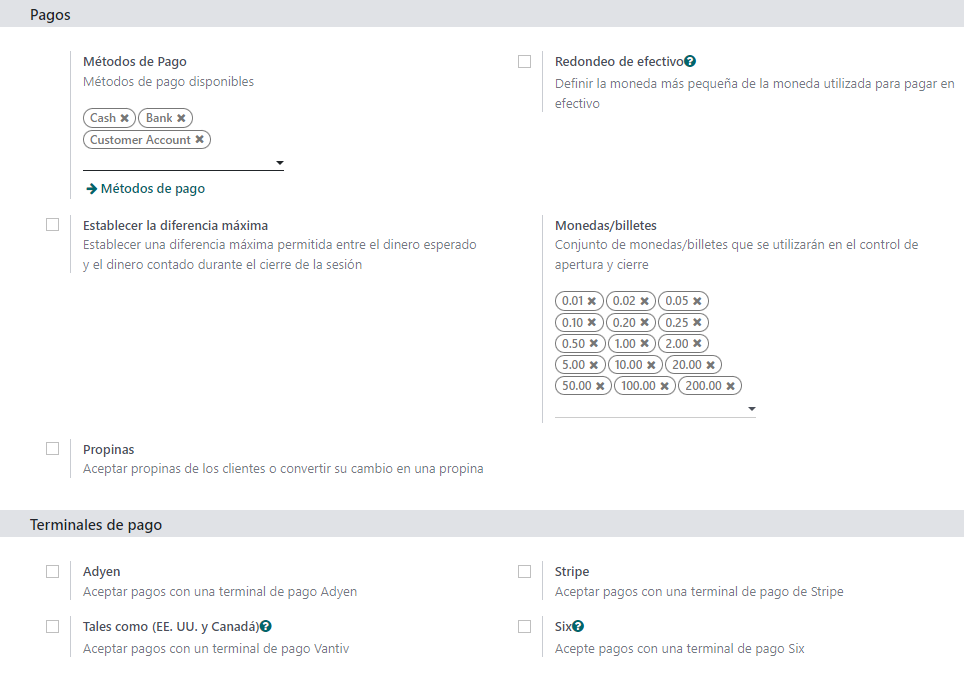 Pagos
Métodos de Pago
Métodos de pago disponibles
Cash ✖ Bank ✖
Customer Account ✖
→ Métodos de pago
Redondeo de efectivo?
Definir la moneda más pequeña de la moneda utilizada para pagar en
efectivo
Establecer la diferencia máxima
Establecer una diferencia máxima permitida entre el dinero esperado
y el dinero contado durante el cierre de la sesión
Monedas/billetes
Conjunto de monedas/billetes que se utilizarán en el control de
apertura y cierre
0.01 ✖ 0.02 ✖ 0.05 ✖
0.10 ✖ 0.20 ✖ 0.25 ✖
0.50 ✖ 1.00 ✖ 2.00 ✖
5.00 ✖ 10.00 ✖ 20.00 ✖
50.00 ✖ 100.00 ✖ 200.00 ✖
Propinas
Aceptar propinas de los clientes o convertir su cambio en una propina
Terminales de pago
Adyen
Aceptar pagos con una terminal de pago Adyen
Stripe
Aceptar pagos con una terminal de pago de Stripe
Tales como (EE. UU. y Canadá)?
Aceptar pagos con un terminal de pago Vantiv
Six?
Acepte pagos con una terminal de pago Six